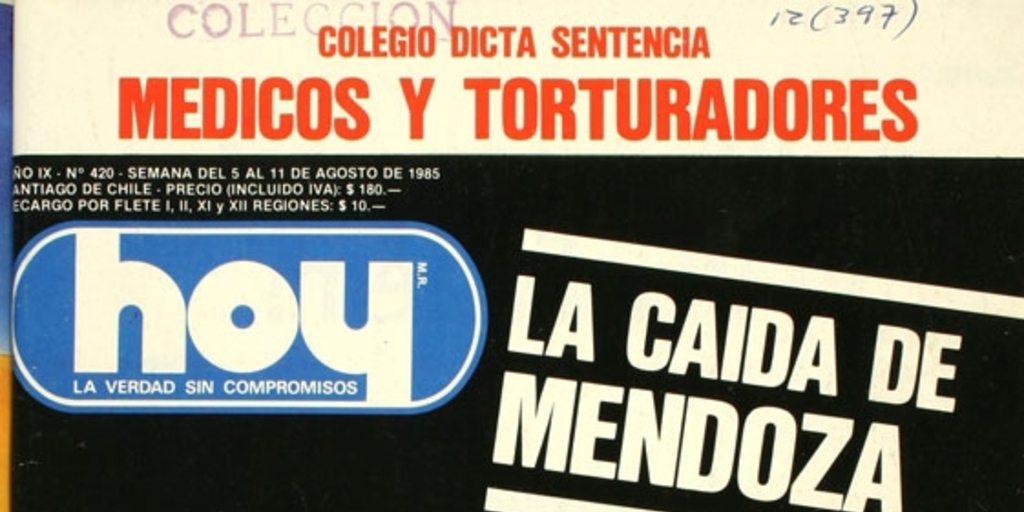 COLECCION
12(397)
COLEGIO DICTA SENTENCIA
MEDICOS Y TORTURADORES
ÑO IX - Nº 420 - SEMANA DEL 5 AL 11 DE AGOSTO DE 1985
ANTIAGO DE CHILE - PRECIO (INCLUIDO IVA): $ 180.—
ECARGO POR FLETE I, II, XI y XII REGIONES: $ 10.—
hoy
M.R.
LA VERDAD SIN COMPROMISOS
LA CAIDA DE
MENDOZA